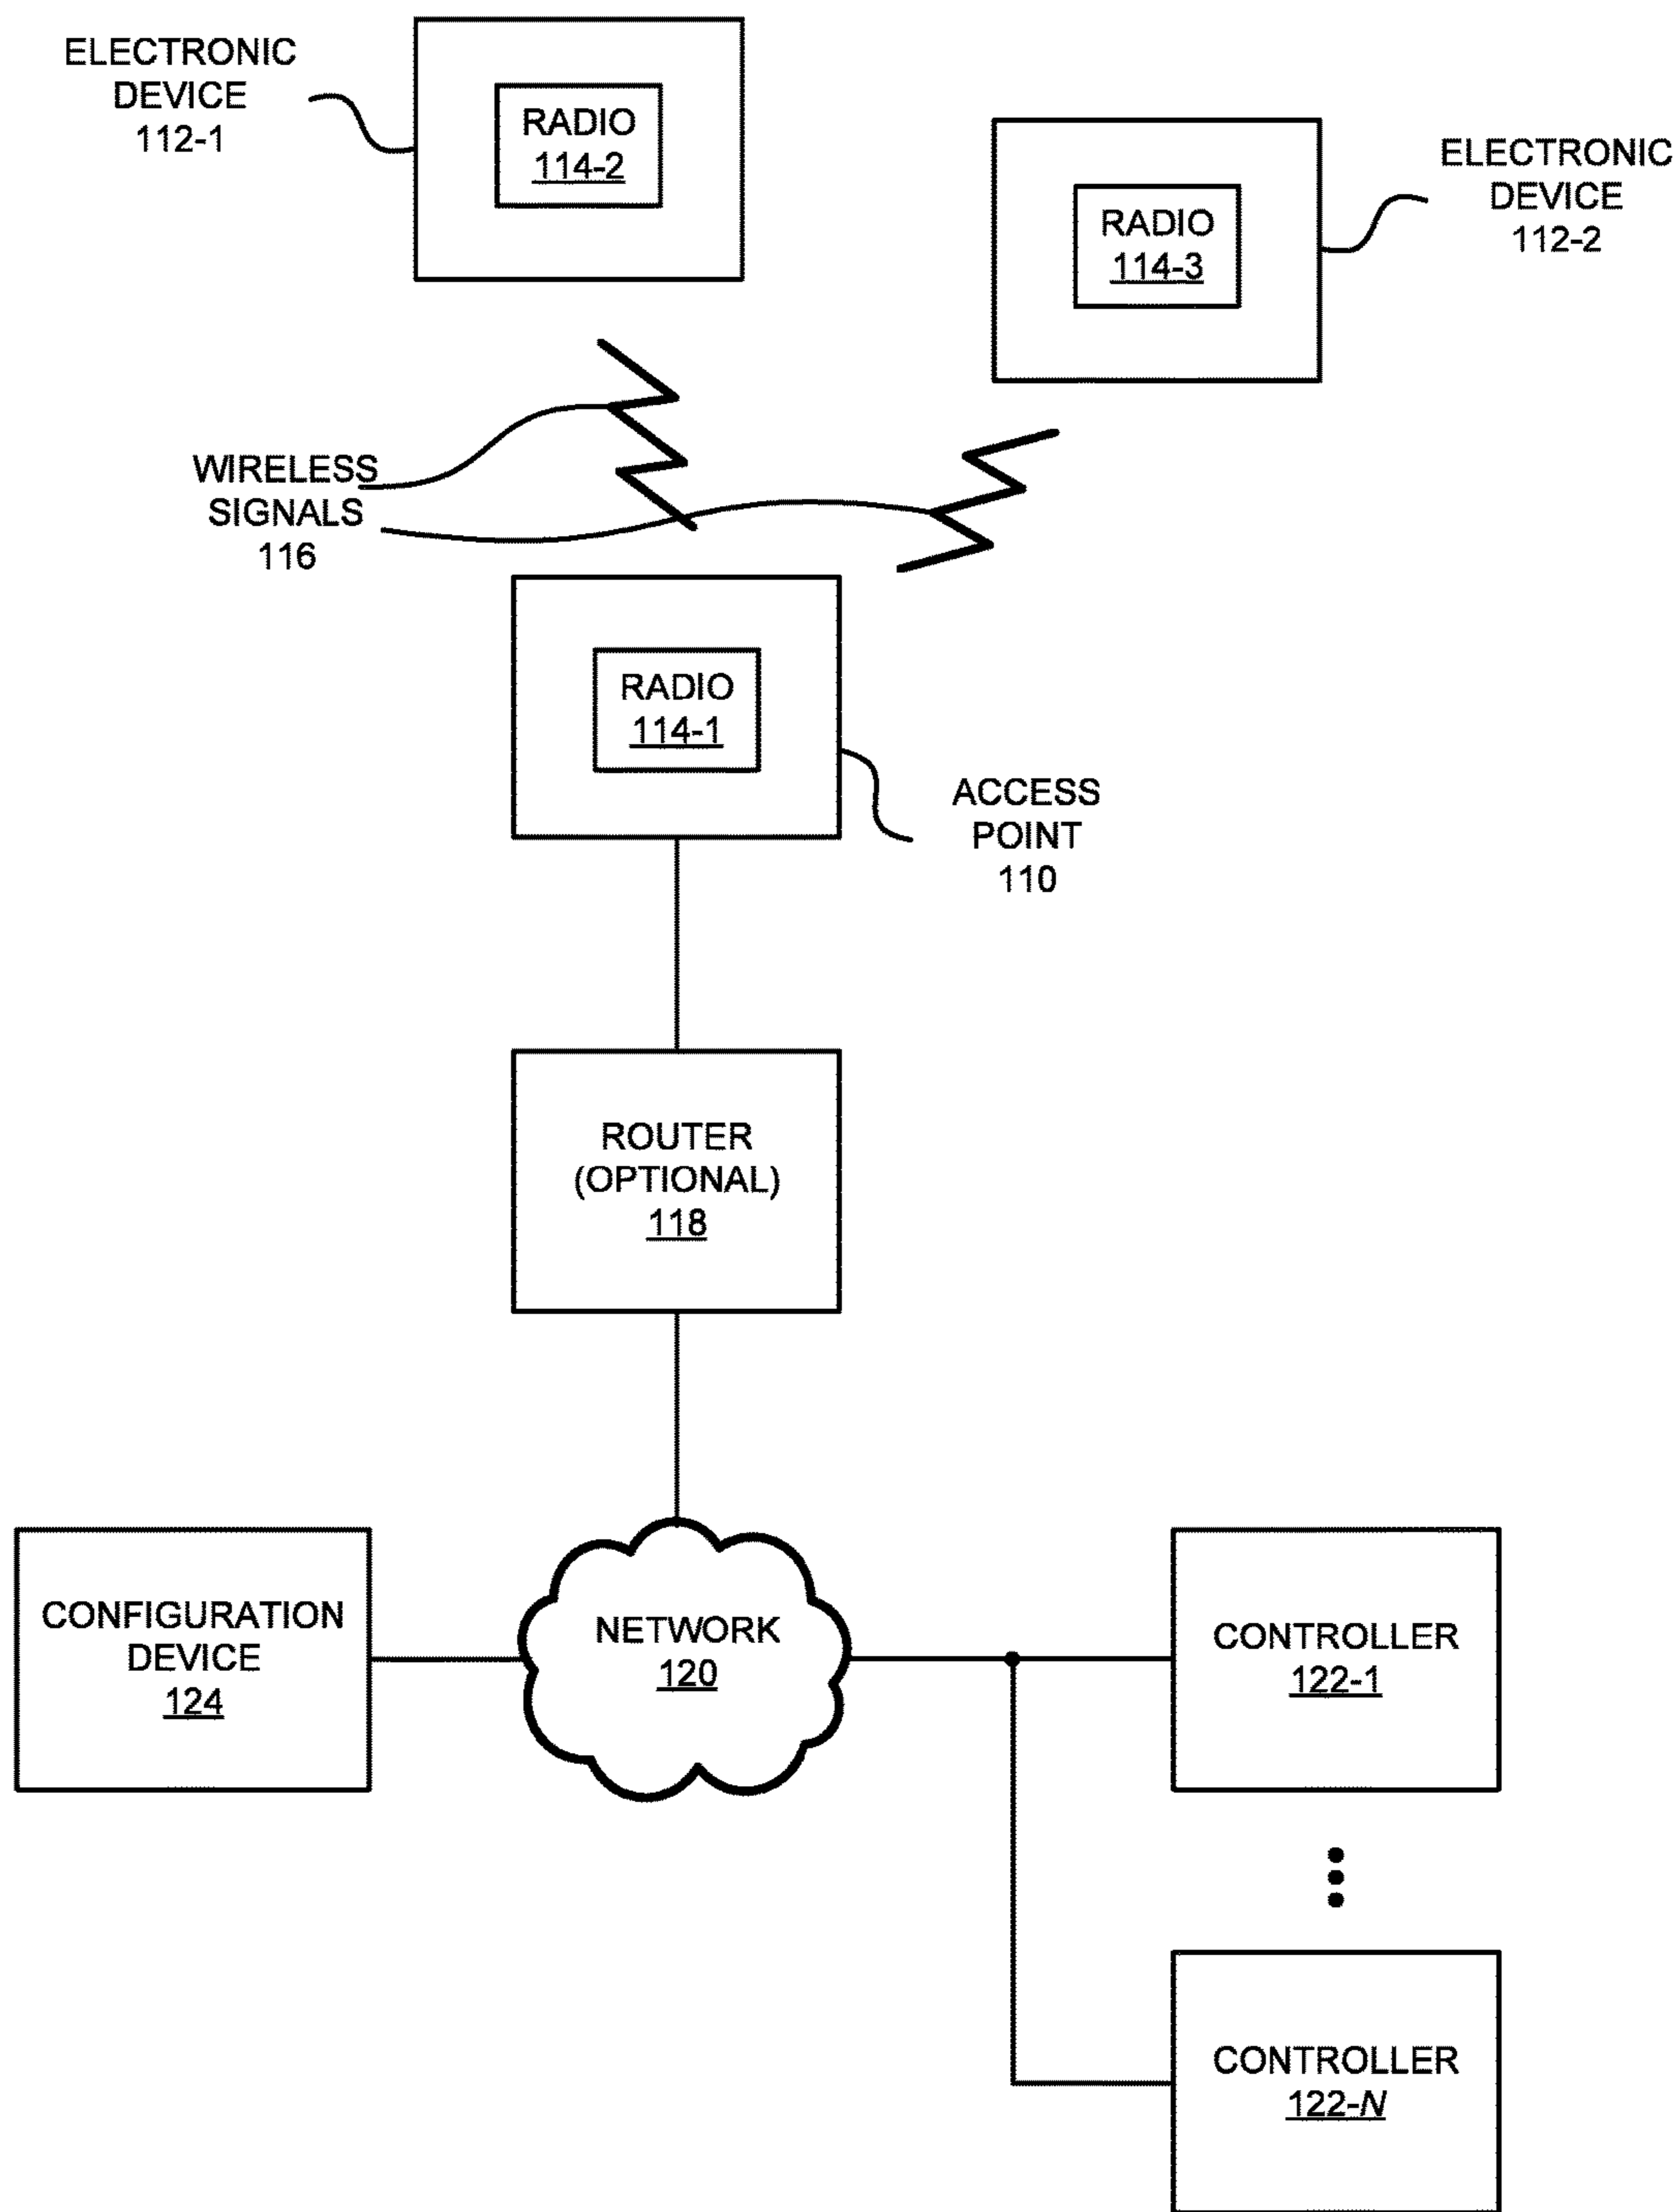 ELECTRONIC
DEVICE
112-1
RADIO
114-2
ELECTRONIC
DEVICE
112-2
RADIO
114-3
WIRELESS
SIGNALS
116
RADIO
114-1
ACCESS
POINT
110
ROUTER
(OPTIONAL)
118
CONFIGURATION
DEVICE
124
NETWORK
120
CONTROLLER
122-1
CONTROLLER
122-N